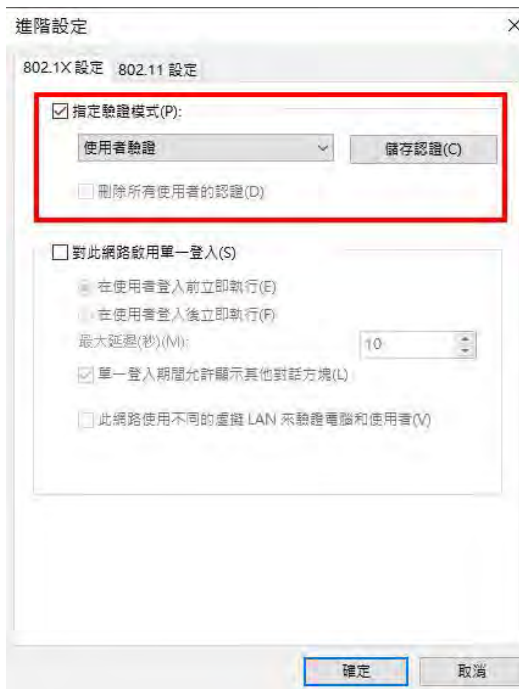 進階設定
802.1X 設定 802.11 設定
指定驗證模式(P):
使用者驗證
儲存認證(C)
刪除所有使用者的認證(D)
對此網路啟用單一登入(S)
在使用者登入前立即執行(E)
在使用者登入後立即執行(F)
最大延遲(秒)(M):
10
單一登入期間允許顯示其他對話方塊(L)
此網路使用不同的虛擬 LAN 來驗證電腦和使用者(V)
確定 取消